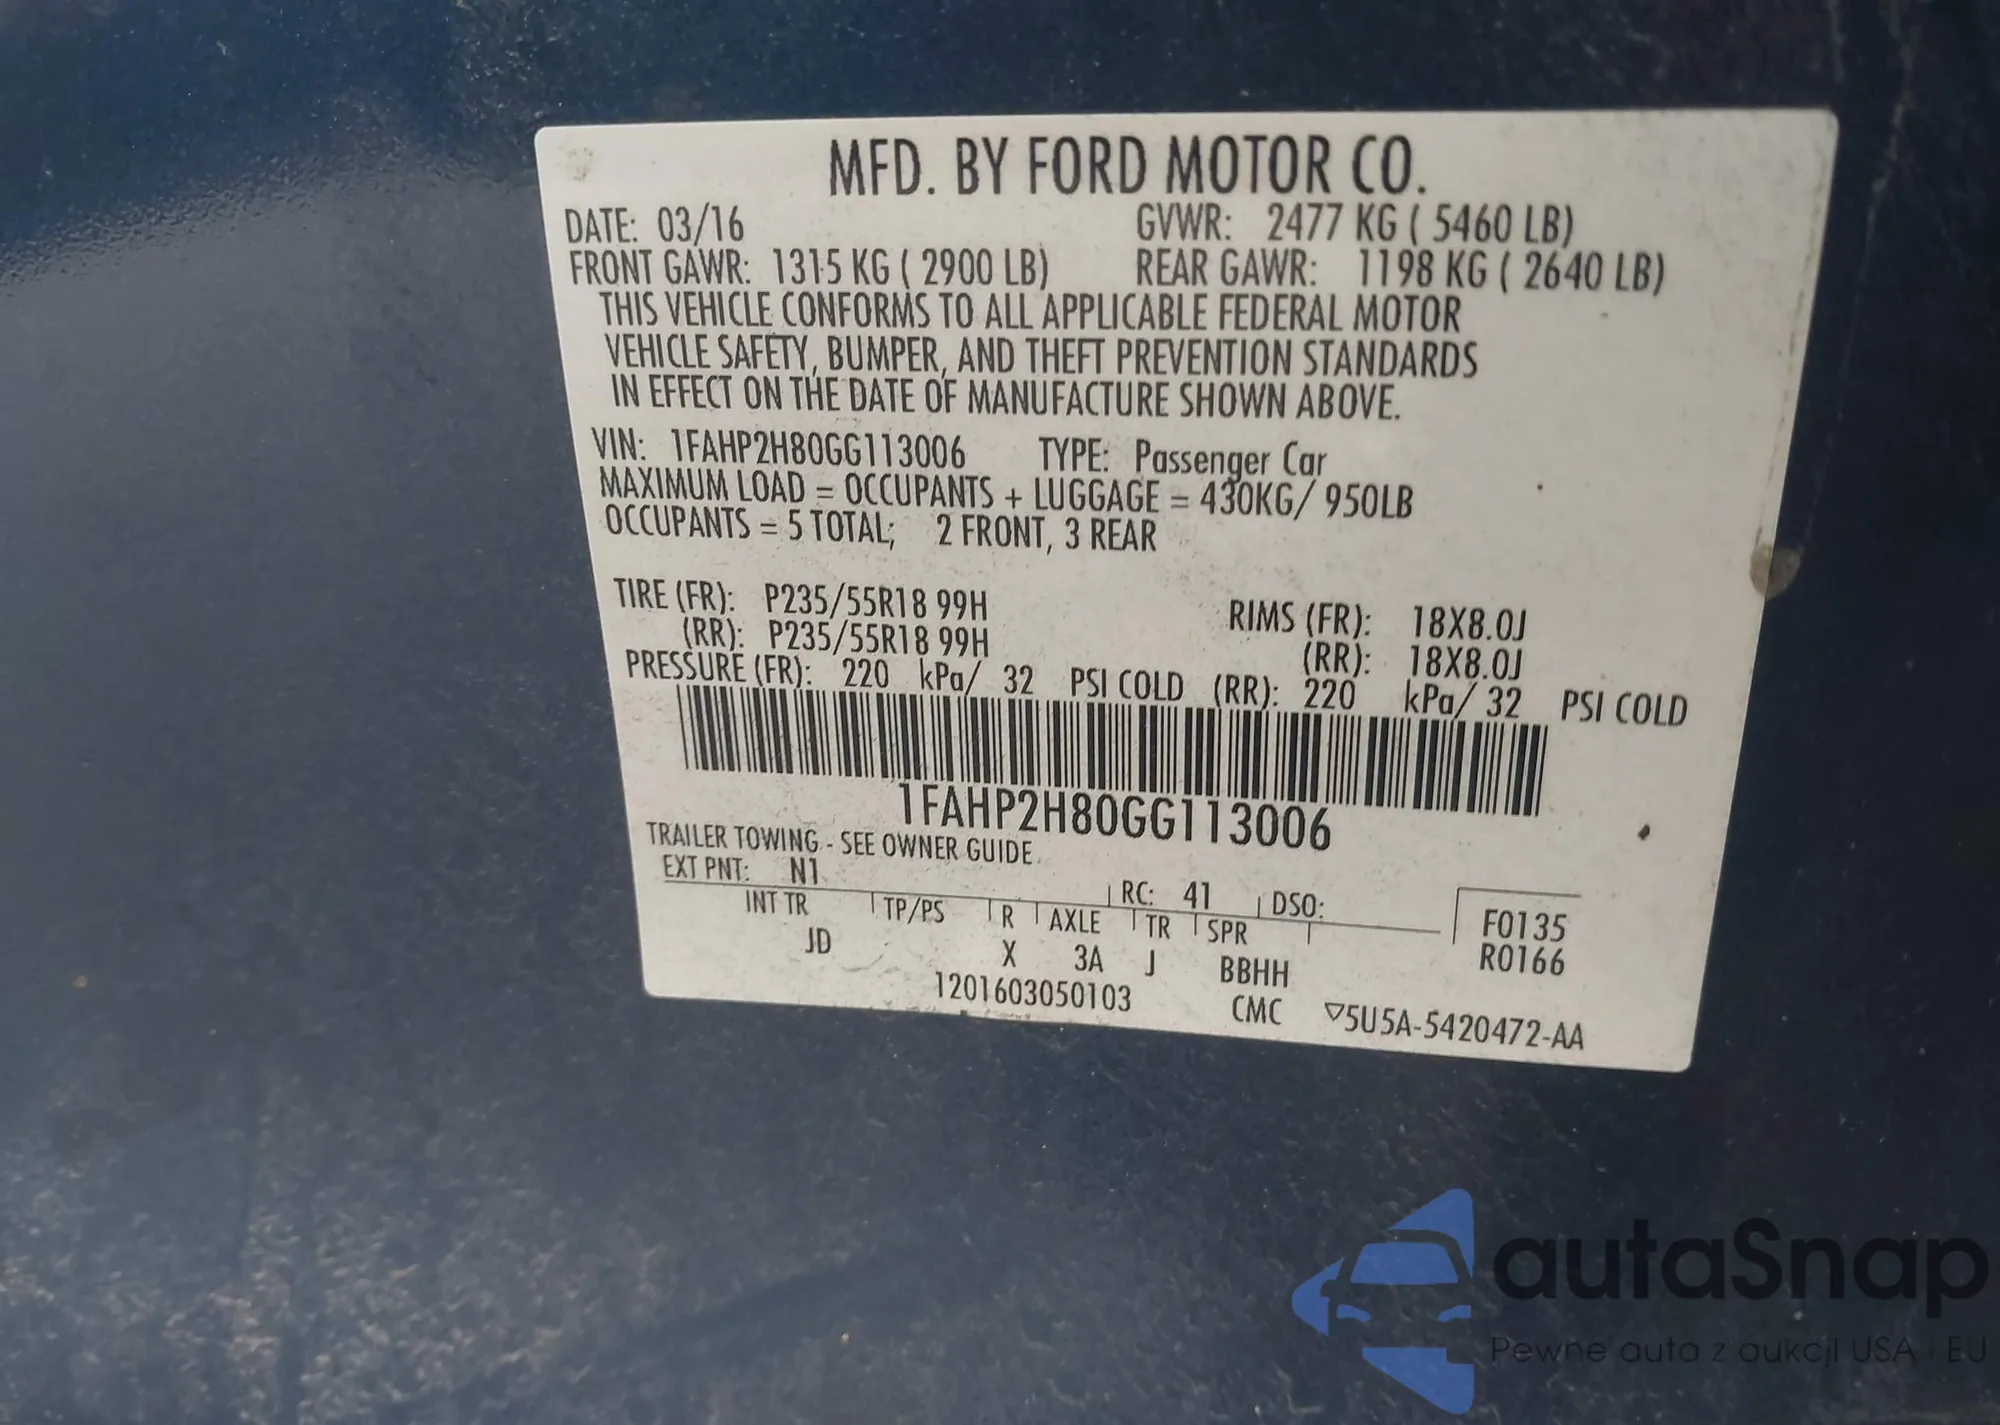 MFD. BY FORD MOTOR CO.
DATE: 03/16 GVWR: 2477 KG ( 5460 LB)
FRONT GAWR: 1315 KG ( 2900 LB) REAR GAWR: 1198 KG ( 2640 LB)
THIS VEHICLE CONFORMS TO ALL APPLICABLE FEDERAL MOTOR
VEHICLE SAFETY, BUMPER, AND THEFT PREVENTION STANDARDS
IN EFFECT ON THE DATE OF MANUFACTURE SHOWN ABOVE.
VIN: 1FAHP2H80GG113006 TYPE: Passenger Car
MAXIMUM LOAD = OCCUPANTS + LUGGAGE = 430KG/ 950LB
OCCUPANTS = 5 TOTAL; 2 FRONT, 3 REAR
TIRE (FR): P235/55R18 99H RIMS (FR): 18X8.0J
(RR): P235/55R18 99H (RR): 18X8.0J
PRESSURE (FR): 220 kPa/ 32 PSI COLD (RR): 220 kPa/ 32 PSI COLD
1FAHP2H80GG113006
TRAILER TOWING - SEE OWNER GUIDE
EXT PNT: N1 RC: 41 DSO:
INT TR TP/PS R AXLE TR SPR F0135
JD X 3A J BBHH R0166
1201603050103 CMC ▽5U5A-5420472-AA
autaSnap
Pewne auta z aukcji USA i EU